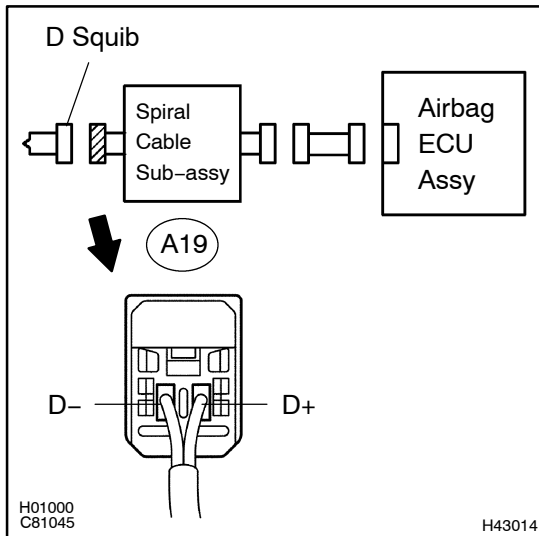 D Squib
Spiral
Cable
Sub-assy
Airbag
ECU
Assy
A19
D−
D+
H01000
C81045
H43014